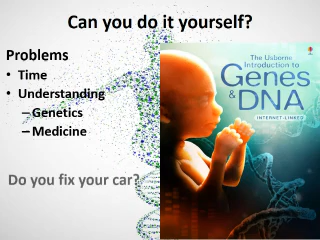 Can you do it yourself?
Problems
• Time
• Understanding
– Genetics
– Medicine
Do you fix your car?
The Usborne
Introduction to
Genes
& DNA
INTERNET-LINKED